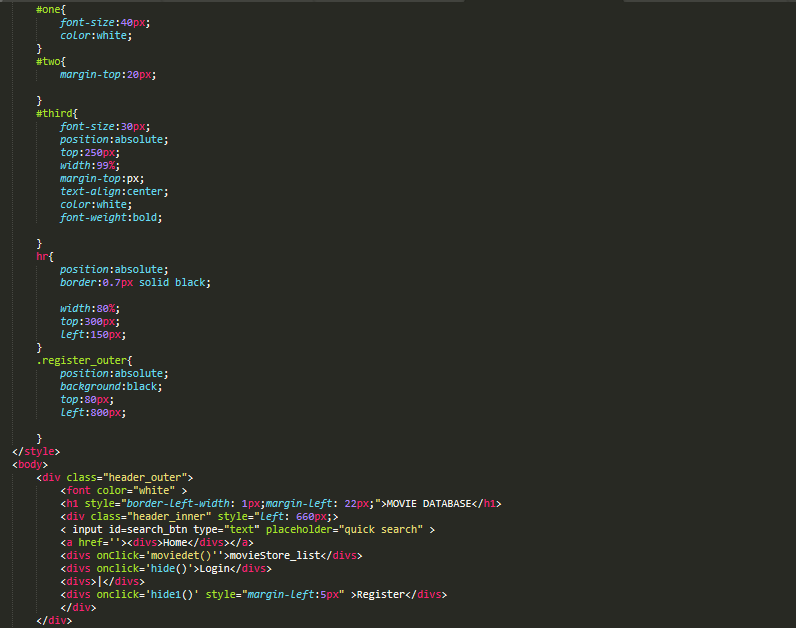 #one{
font-size:40px;
color:white;
}
#two{
margin-top:20px;
}
#third{
font-size:30px;
position:absolute;
top:250px;
width:99%;
margin-top:px;
text-align:center;
color:white;
font-weight:bold;
}
hr{
position:absolute;
border:0.7px solid black;
width:80%;
top:300px;
left:150px;
}
.register_outer{
position:absolute;
background:black;
top:80px;
left:800px;
}
</style>
<body>
<div class="header_outer">
<font color="white" >
<h1 style="border-left-width: 1px;margin-left: 22px;">MOVIE DATABASE</h1>
<div class="header_inner" style="left: 660px;>
< input id=search_btn type="text" placeholder="quick search" >
<a href=''><divs>Home</divs></a>
<divs onClick='moviedet()''>movieStore_list</divs>
<divs onclick='hide()'>Login</divs>
<divs>|</divs>
<divs onclick='hide1()' style="margin-left:5px" >Register</divs>
</div>
</div>